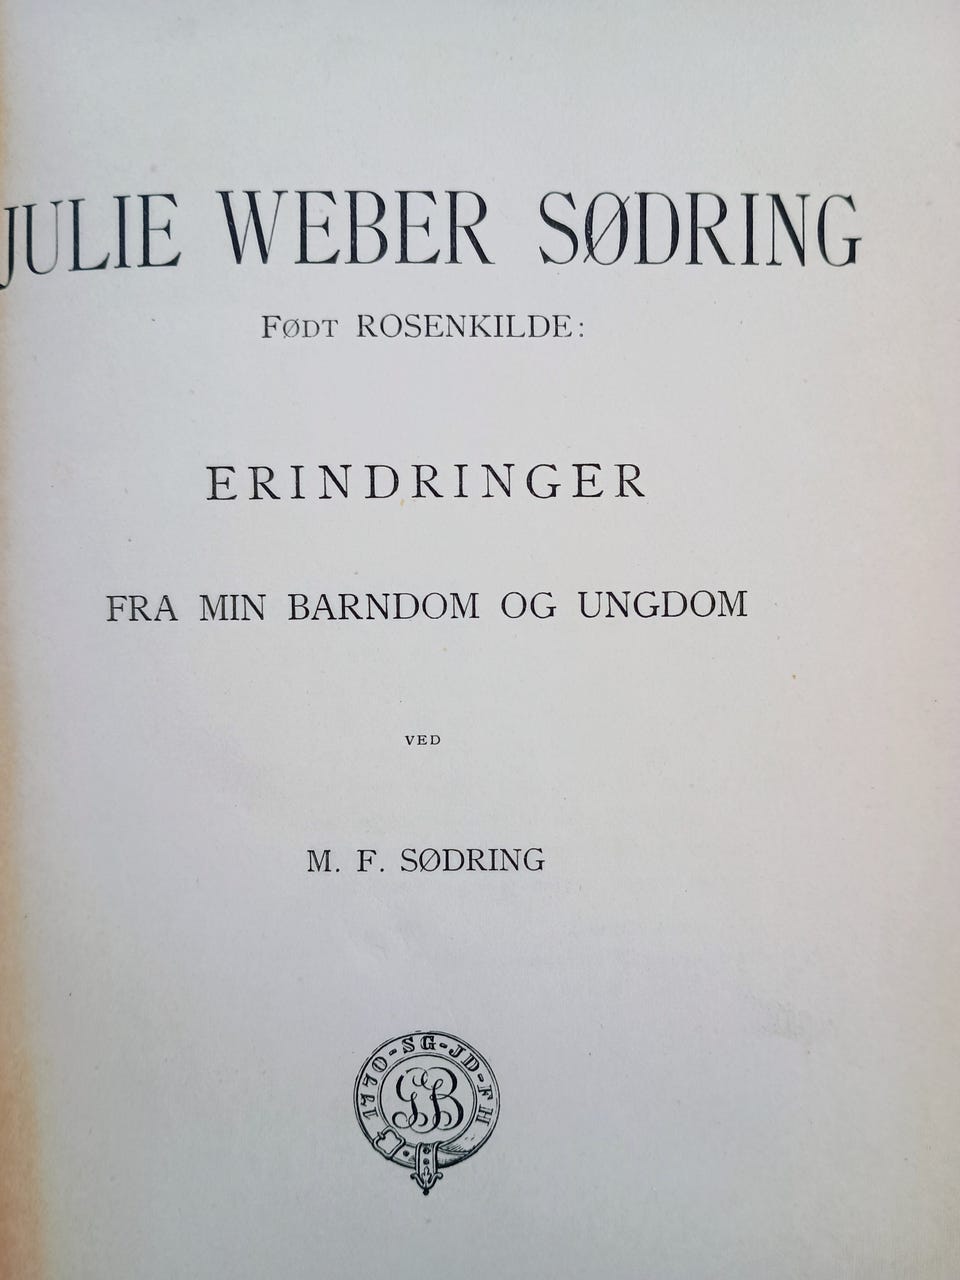 JULIE WEBER SØDRING
FØDT ROSENKILDE:
ERINDRINGER
FRA MIN BARNDOM OG UNGDOM
VED
M. F. SØDRING
1770-SG-JD-FH
GB